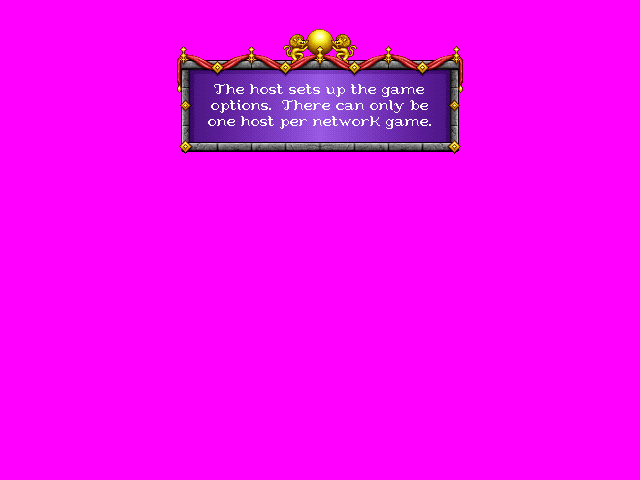 The host sets up the game
options.  There can only be
one host per network game.